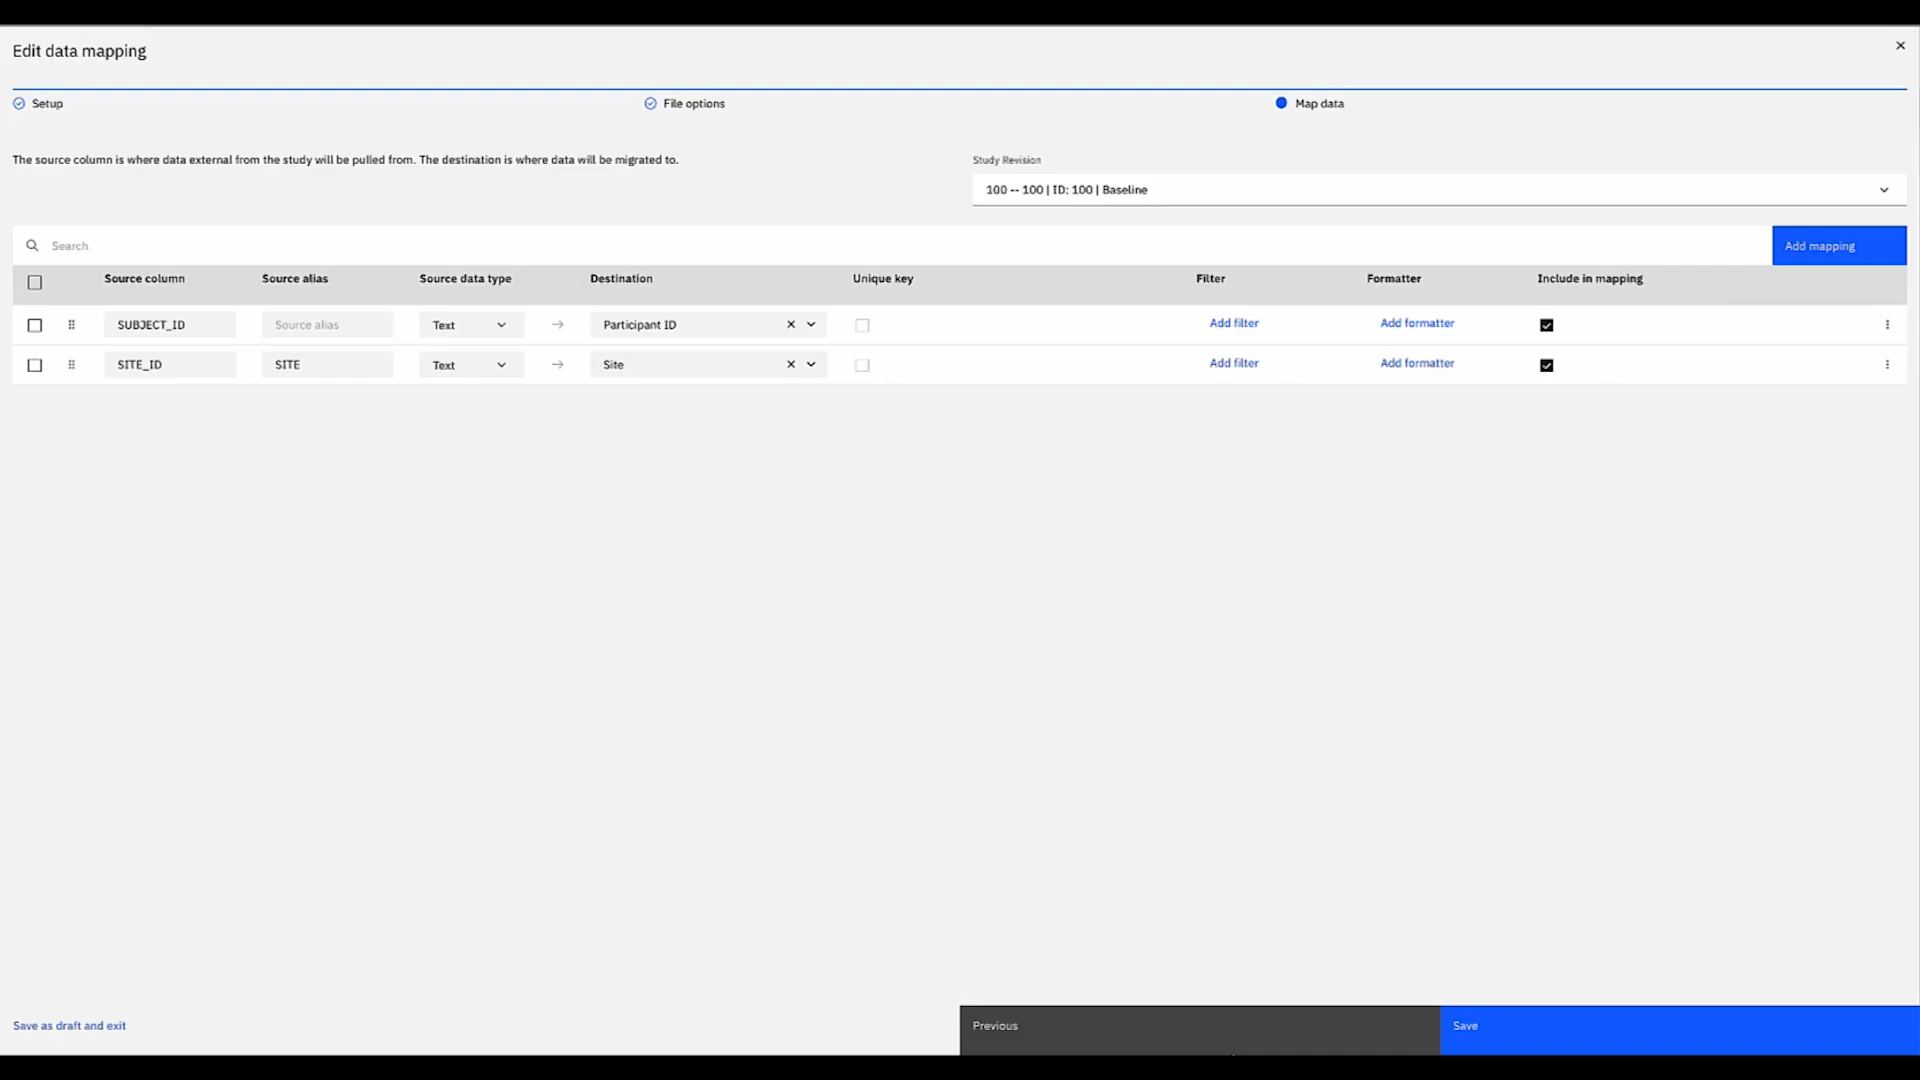 Edit data mapping
Setup
File options
Map data
The source column is where data external from the study will be pulled from. The destination is where data will be migrated to.
Study Revision
100 -- 100 | ID: 100 | Baseline
Search
Add mapping
Source column Source alias Source data type Destination Unique key Filter Formatter Include in mapping
SUBJECT_ID Source alias Text Participant ID Add filter Add formatter
SITE_ID SITE Text Site Add filter Add formatter
Save as draft and exit
Previous
Save